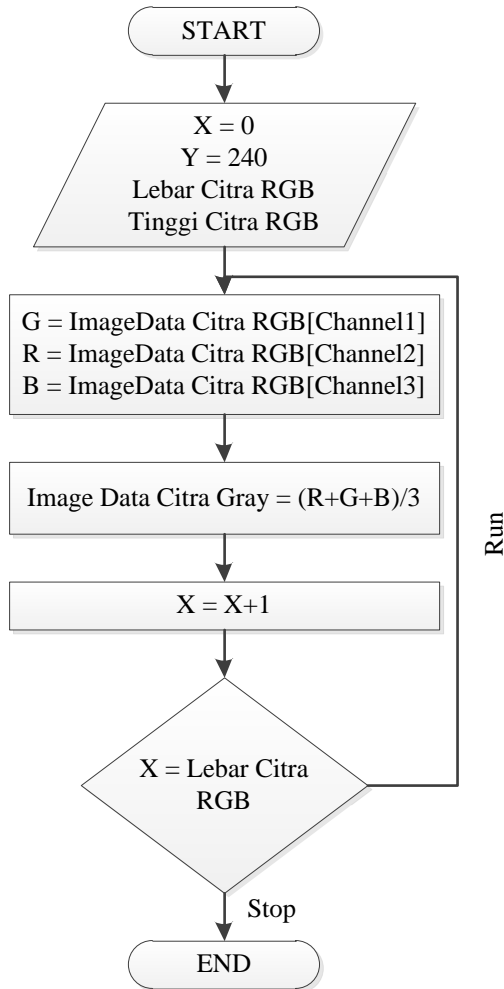 START
X = 0
Y = 240
Lebar Citra RGB
Tinggi Citra RGB
G = ImageData Citra RGB[Channel1]
R = ImageData Citra RGB[Channel2]
B = ImageData Citra RGB[Channel3]
Image Data Citra Gray = (R+G+B)/3
Run
X = X+1
X = Lebar Citra
RGB
Stop
END